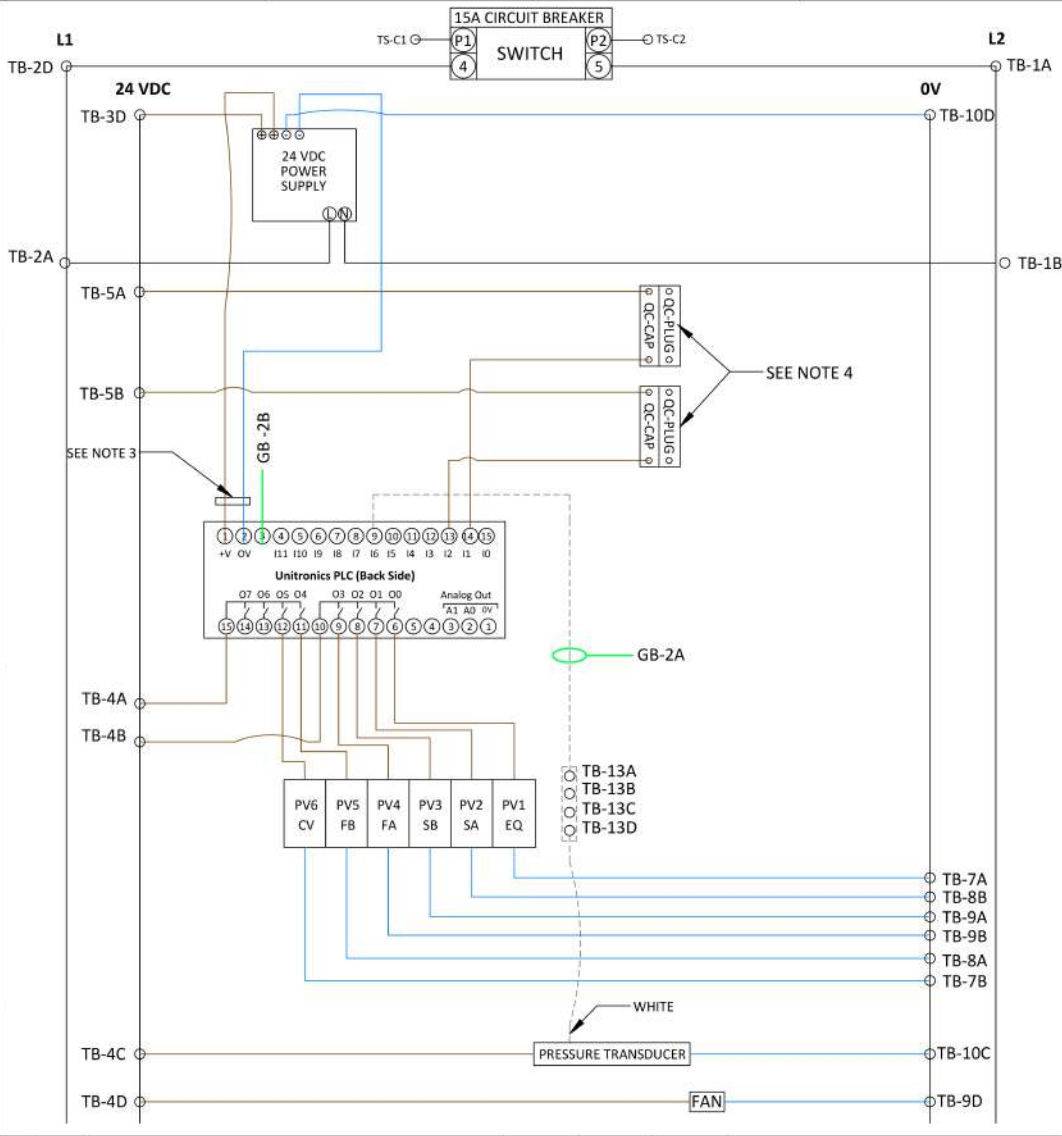 15A CIRCUIT BREAKER
L1
TS-C1
P1
SWITCH
P2
TS-C2
L2
TB-2D
4
5
TB-1A
24 VDC
0V
TB-3D
TB-10D
24 VDC
POWER
SUPPLY
L N
TB-2A
TB-1B
TB-5A
QC-CAP
QC-PLUG
SEE NOTE 4
TB-5B
QC-CAP
QC-PLUG
GB -2B
SEE NOTE 3
1 2 3 4 5 6 7 8 9 10 11 12 13 14 15
+V 0V I11 I10 I9 I8 I7 I6 I5 I4 I3 I2 I1 I0
Unitronics PLC (Back Side)
O7 O6 O5 O4 O3 O2 O1 O0
Analog Out
A1 A0 0V
15 14 13 12 11 10 9 8 7 6 5 4 3 2 1
GB-2A
TB-4A
TB-4B
TB-13A
TB-13B
TB-13C
TB-13D
PV6 PV5 PV4 PV3 PV2 PV1
CV FB FA SB SA EQ
TB-7A
TB-8B
TB-9A
TB-9B
TB-8A
TB-7B
WHITE
TB-4C
PRESSURE TRANSDUCER
TB-10C
TB-4D
FAN
TB-9D